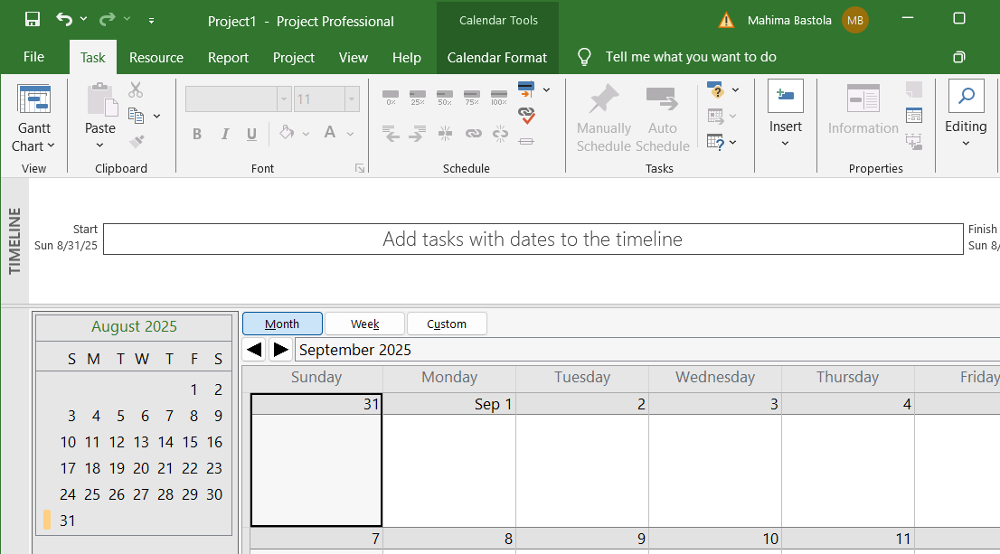 Project1 - Project Professional
Calendar Tools
Mahima Bastola
MB
File
Task
Resource
Report
Project
View
Help
Calendar Format
Tell me what you want to do
Gantt
Chart
View
Paste
Clipboard
11
B I U A
Font
0% 25% 50% 75% 100%
Schedule
Manually
Schedule
Auto
Schedule
Tasks
Insert
Information
Properties
Editing
TIMELINE
Start
Sun 8/31/25
Add tasks with dates to the timeline
Finish
Sun 8/
August 2025
S M T W T F S
1 2
3 4 5 6 7 8 9
10 11 12 13 14 15 16
17 18 19 20 21 22 23
24 25 26 27 28 29 30
31
Month
Week
Custom
September 2025
Sunday Monday Tuesday Wednesday Thursday Friday
31 Sep 1 2 3 4
7 8 9 10 11